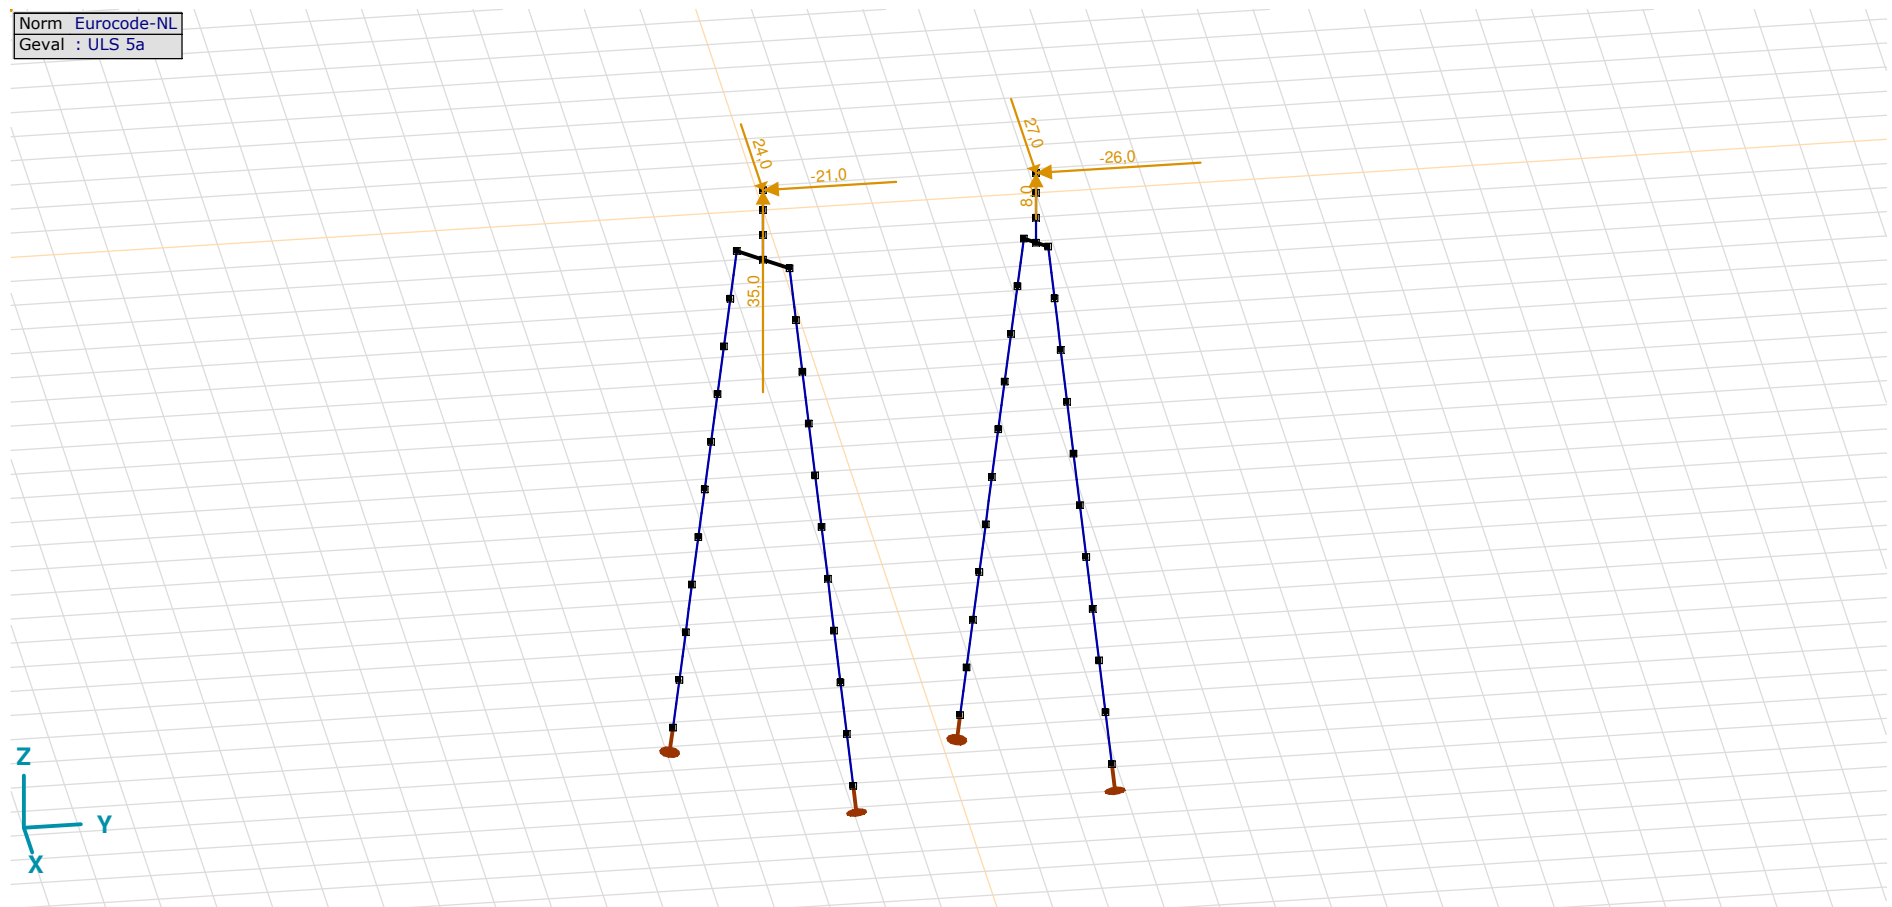 Norm Eurocode-NL
Geval : ULS 5a
27,0
24,0
-26,0
-21,0
8,0
35,0
Z
Y
X